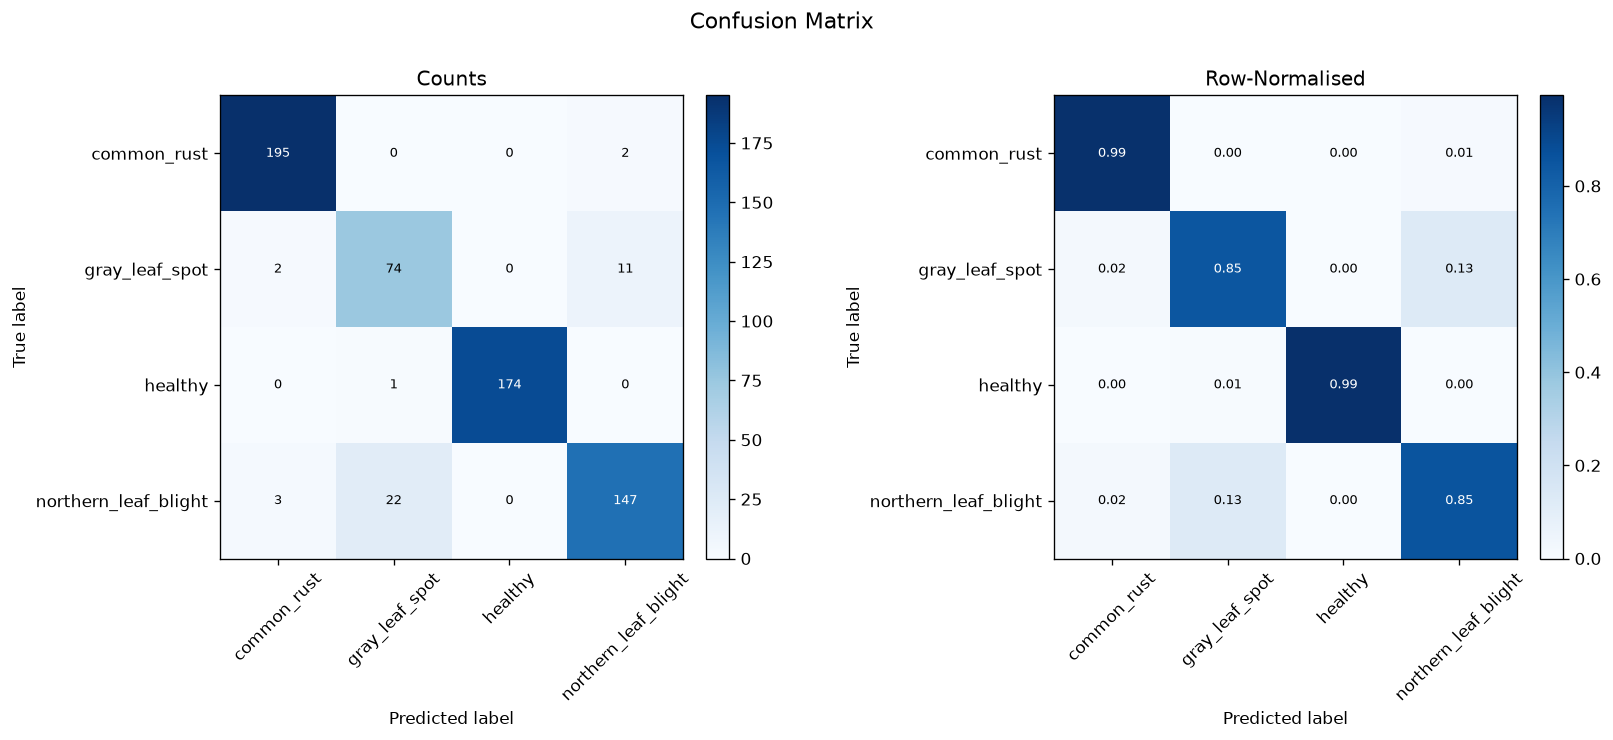 Confusion Matrix
Counts
True label
common_rust
gray_leaf_spot
healthy
northern_leaf_blight
195 0 0 2
2 74 0 11
0 1 174 0
3 22 0 147
175
150
125
100
75
50
25
0
common_rust
gray_leaf_spot
healthy
northern_leaf_blight
Predicted label
Row-Normalised
True label
common_rust
gray_leaf_spot
healthy
northern_leaf_blight
0.99 0.00 0.00 0.01
0.02 0.85 0.00 0.13
0.00 0.01 0.99 0.00
0.02 0.13 0.00 0.85
0.8
0.6
0.4
0.2
0.0
common_rust
gray_leaf_spot
healthy
northern_leaf_blight
Predicted label